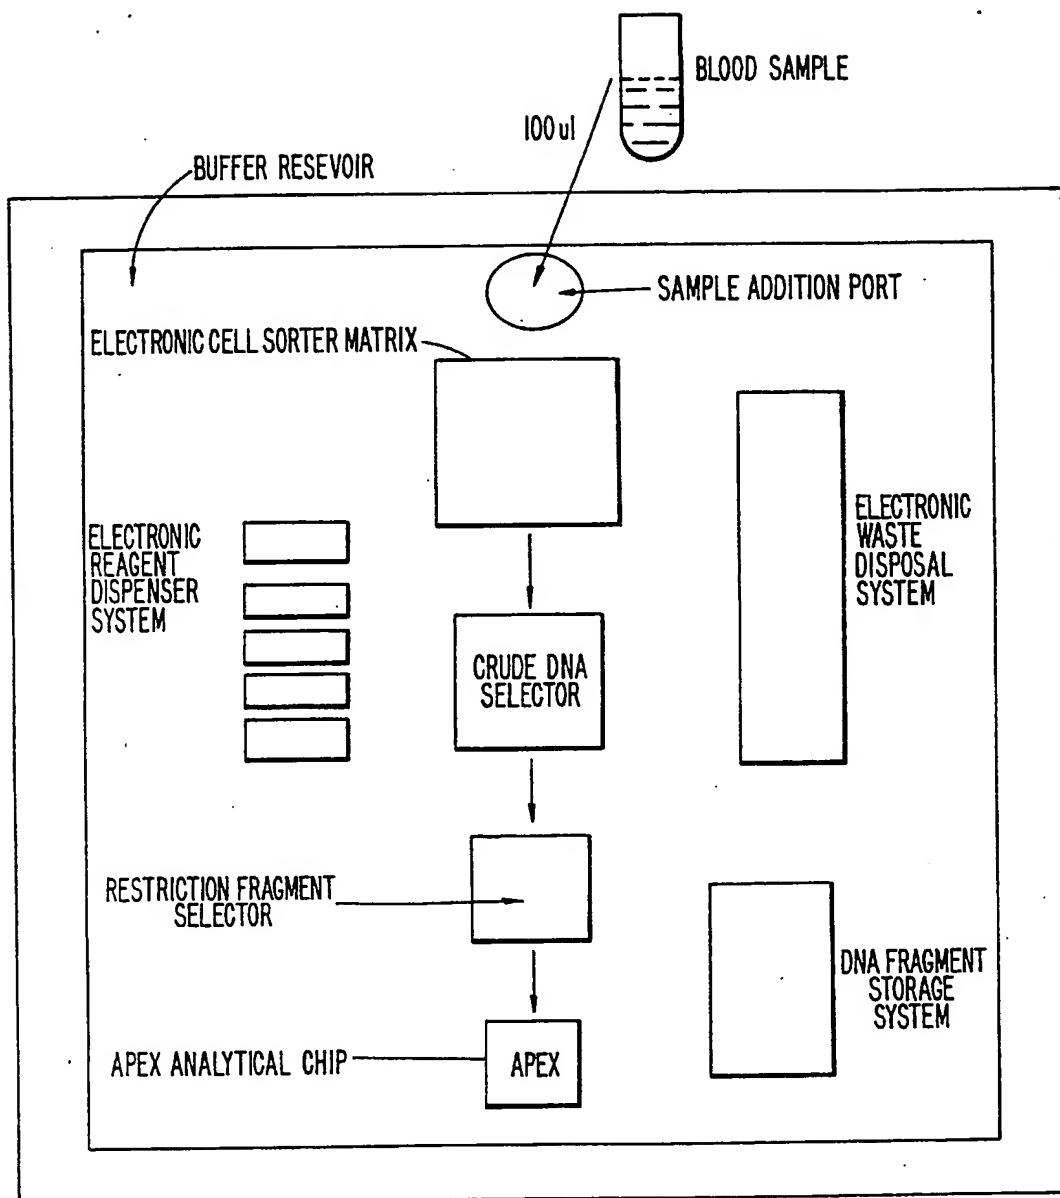 BLOOD SAMPLE
100 ul
BUFFER RESEVOIR
SAMPLE ADDITION PORT
ELECTRONIC CELL SORTER MATRIX
ELECTRONIC
REAGENT
DISPENSER
SYSTEM
ELECTRONIC
WASTE
DISPOSAL
SYSTEM
CRUDE DNA
SELECTOR
RESTRICTION FRAGMENT
SELECTOR
DNA FRAGMENT
STORAGE
SYSTEM
APEX ANALYTICAL CHIP
APEX